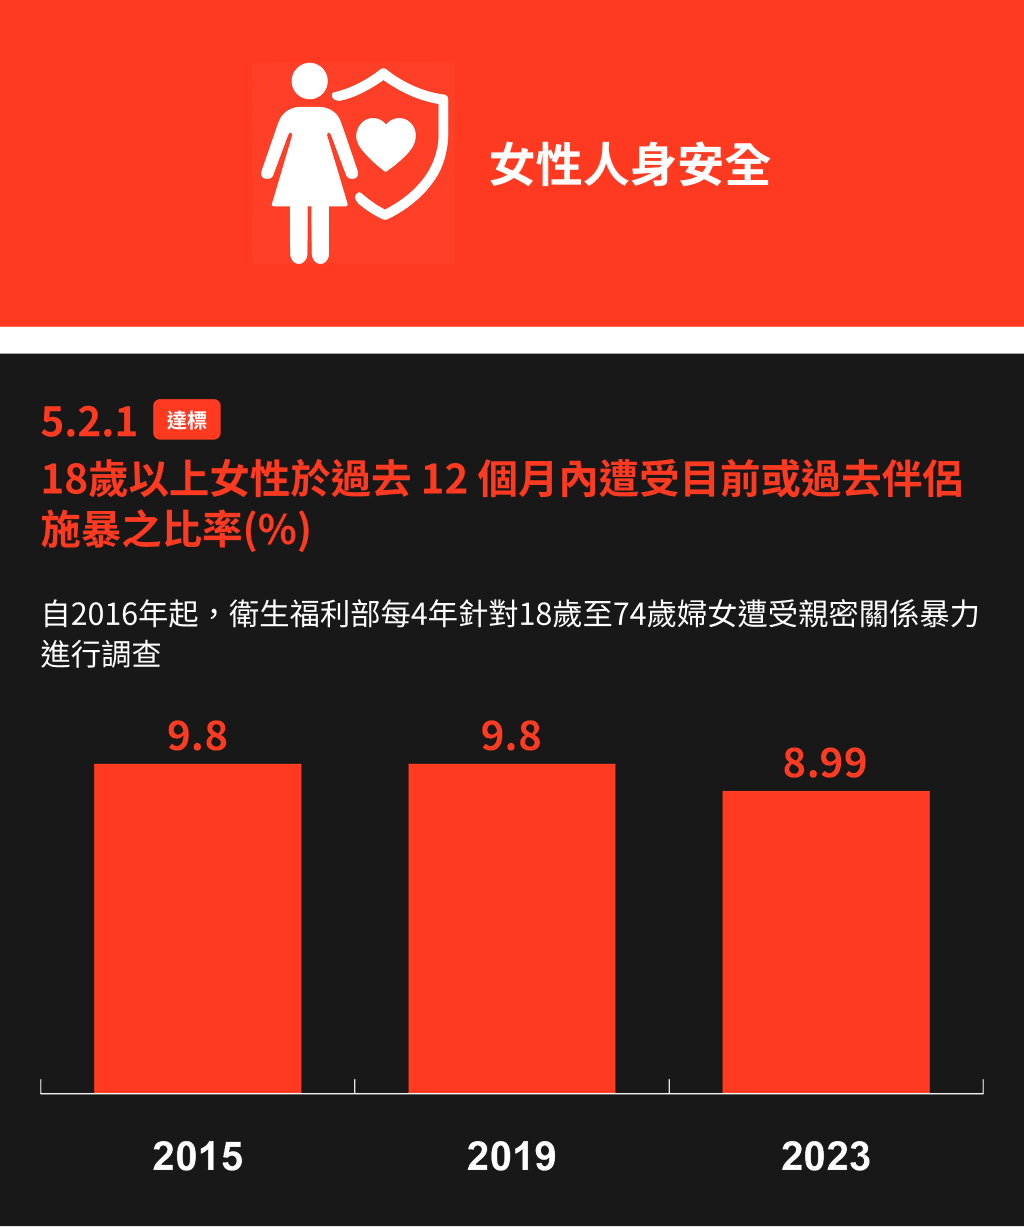 女性人身安全
5.2.1 達標
18歲以上女性於過去 12 個月內遭受目前或過去伴侶
施暴之比率(%)
自2016年起，衛生福利部每4年針對18歲至74歲婦女遭受親密關係暴力
進行調查
9.8 9.8 8.99
2015 2019 2023